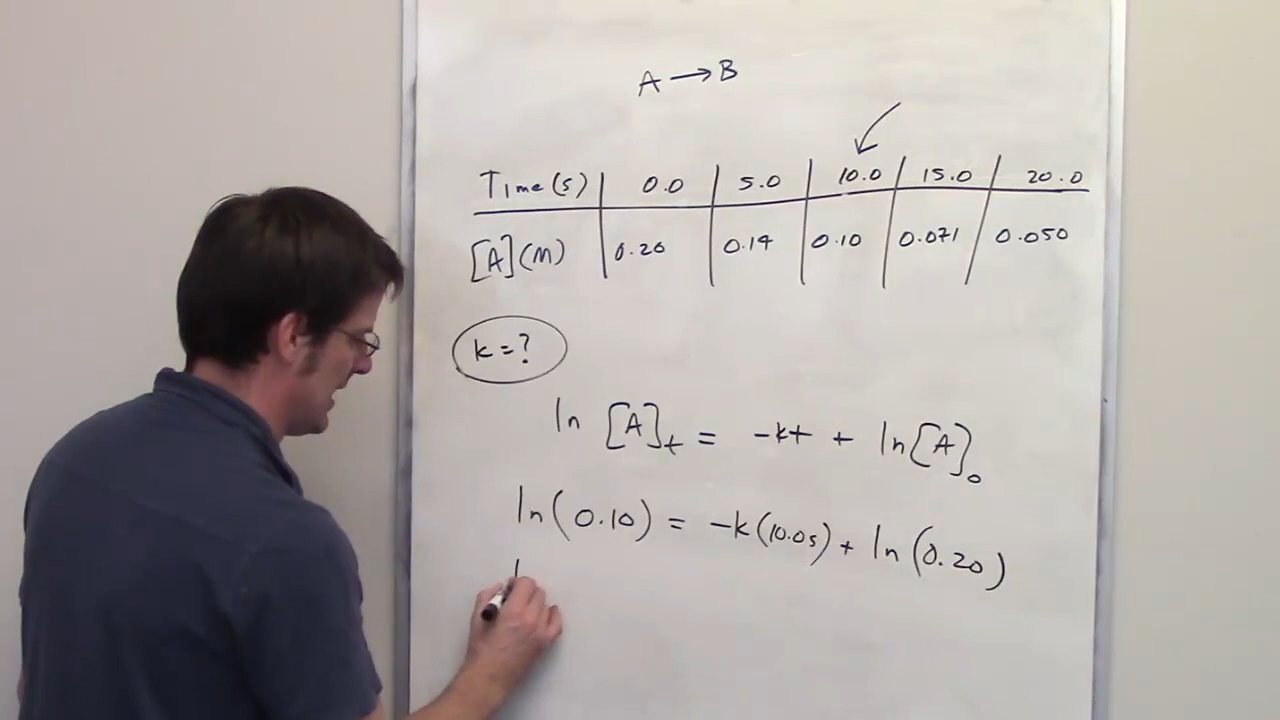 A → B
Time(s) 0.0 5.0 10.0 15.0 20.0
[A](M) 0.20 0.14 0.10 0.071 0.050
k = ?
ln [A]t = -kt + ln[A]0
ln(0.10) = -k(10.0s) + ln(0.20)
l